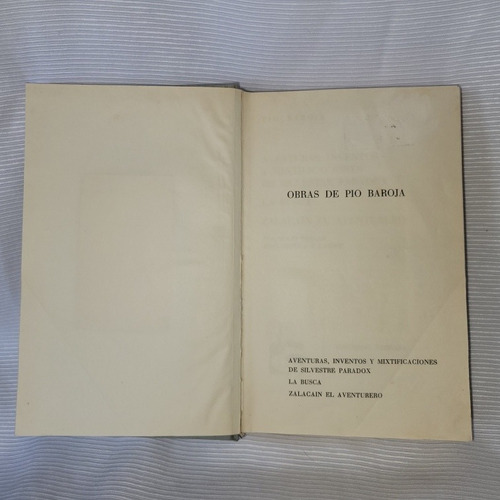 OBRAS DE PIO BAROJA
AVENTURAS, INVENTOS Y MIXTIFICACIONES
DE SILVESTRE PARADOX
LA BUSCA
ZALACAIN EL AVENTURERO